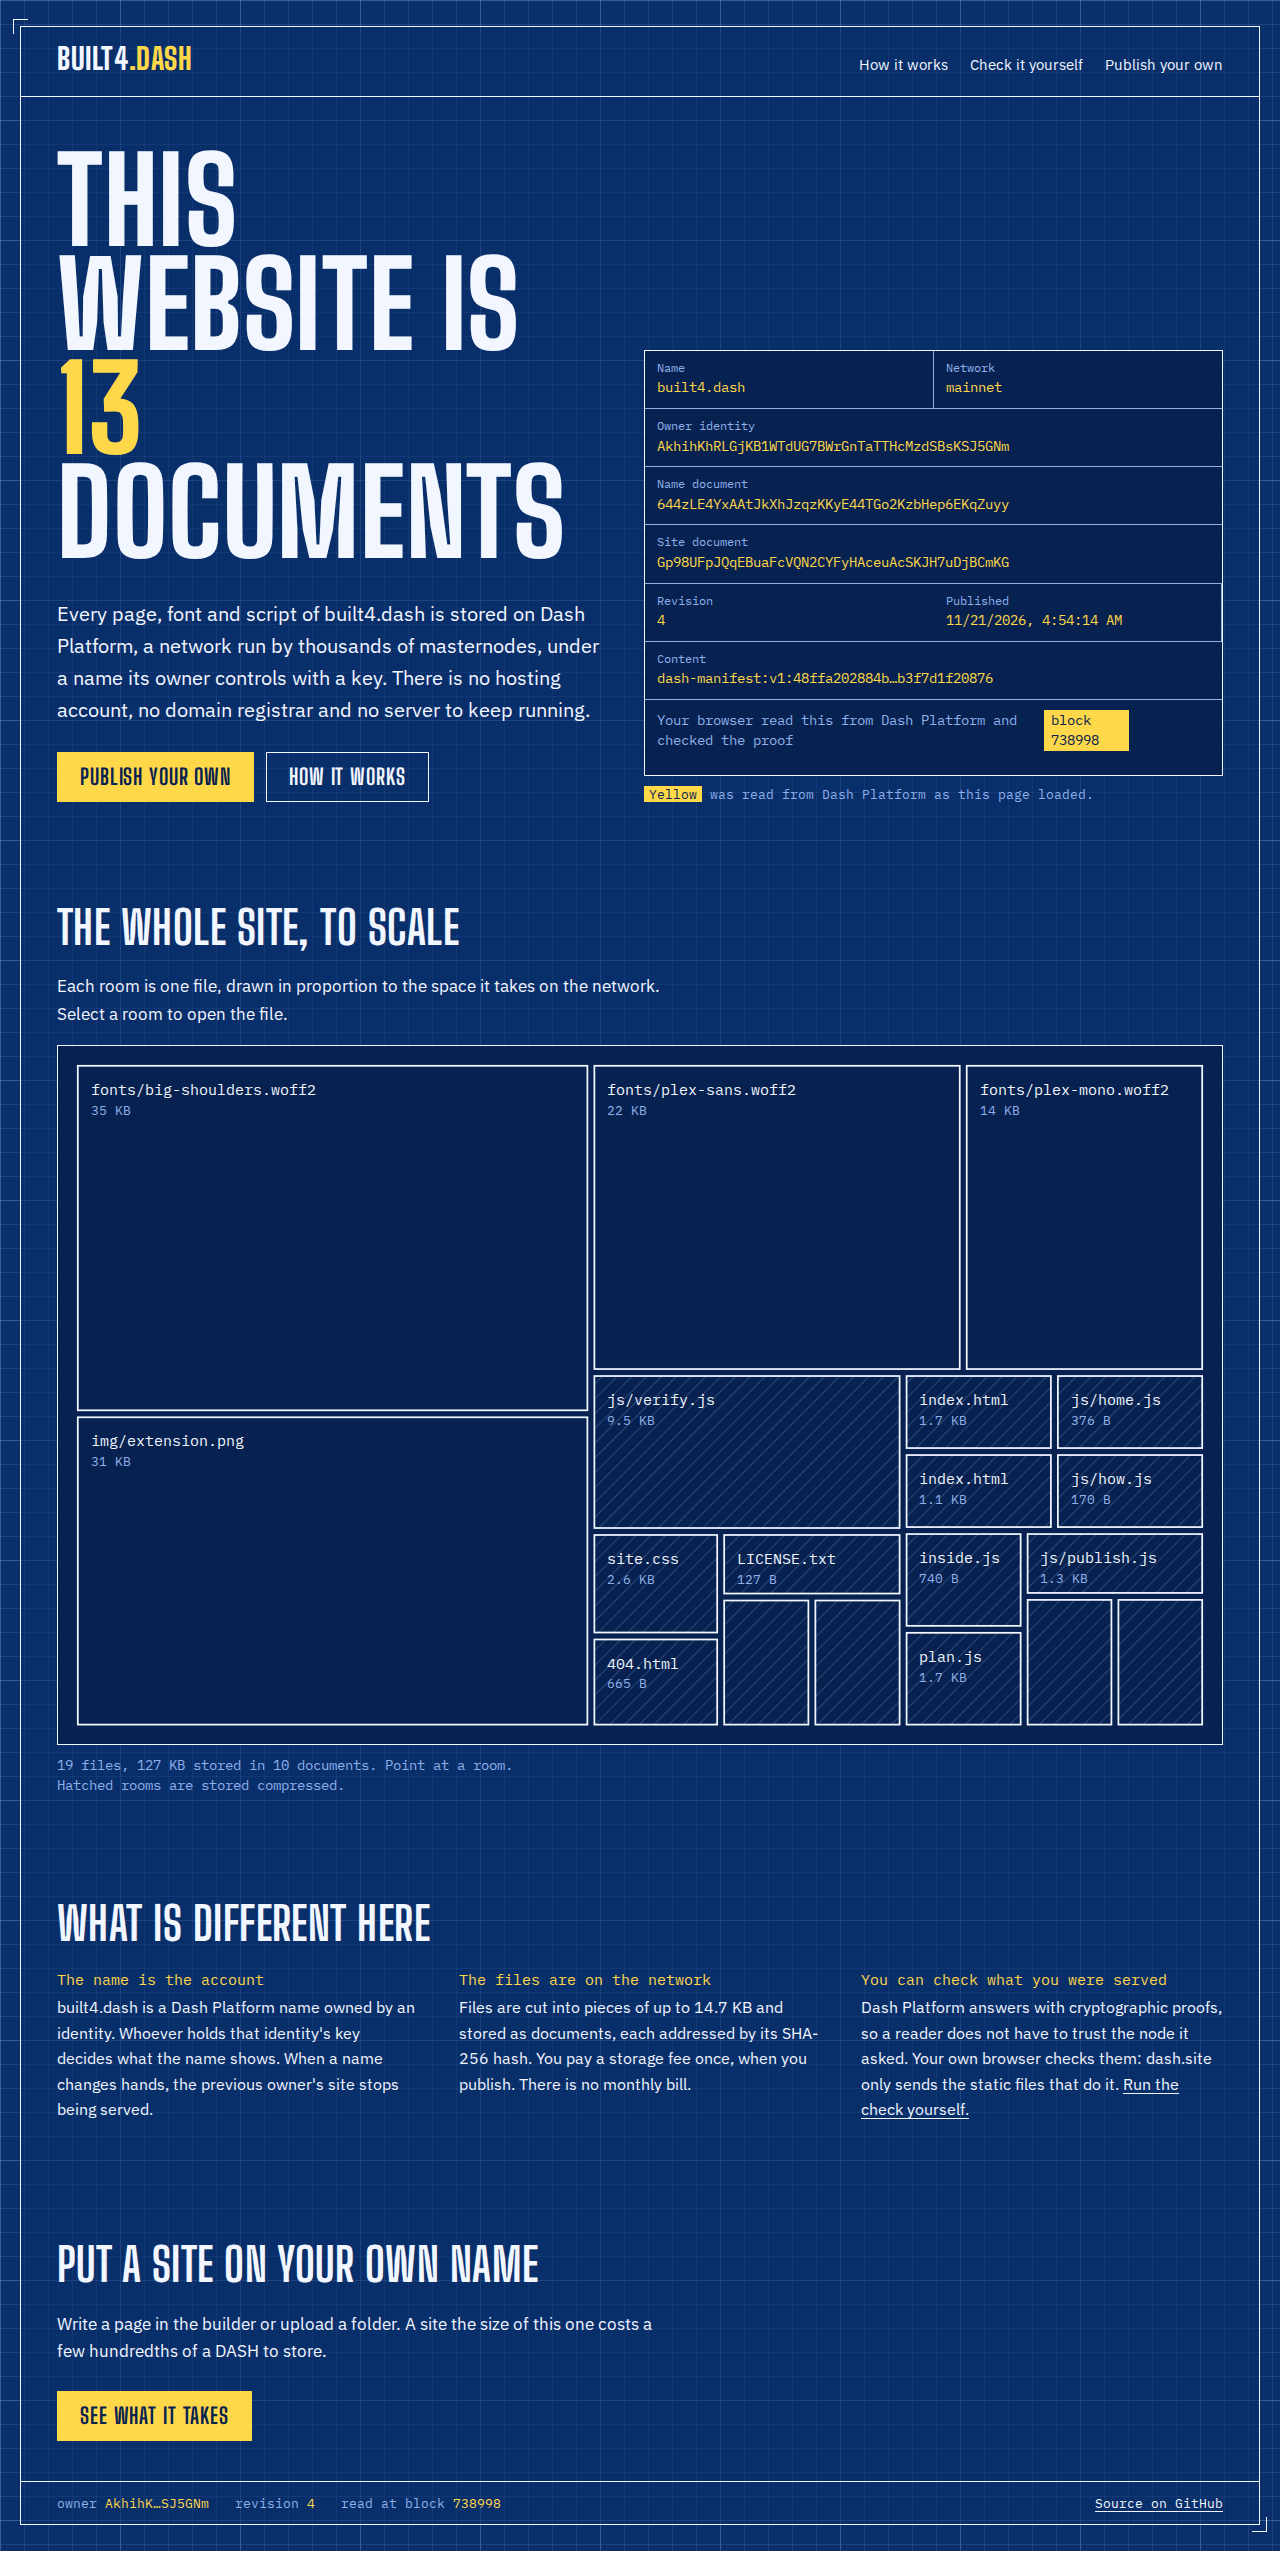 BUILT4.DASH
How it works Check it yourself Publish your own
THIS
WEBSITE IS
13
DOCUMENTS
Every page, font and script of built4.dash is stored on Dash
Platform, a network run by thousands of masternodes, under
a name its owner controls with a key. There is no hosting
account, no domain registrar and no server to keep running.
PUBLISH YOUR OWN HOW IT WORKS
Name Network
built4.dash mainnet
Owner identity
AkhihKhRLGjKB1WTdUG7BWrGnTaTTHcMzdSBsKSJ5GNm
Name document
644zLE4YxAAtJkXhJzqzKKyE44TGo2KzbHep6EKqZuyy
Site document
Gp98UFpJQqEBuaFcVQN2CYFyHAceuAcSKJH7uDjBCmKG
Revision Published
4 11/21/2026, 4:54:14 AM
Content
dash-manifest:v1:48ffa202884b…b3f7d1f20876
Your browser read this from Dash Platform and
checked the proof
block
738998
Yellow was read from Dash Platform as this page loaded.
THE WHOLE SITE, TO SCALE
Each room is one file, drawn in proportion to the space it takes on the network.
Select a room to open the file.
fonts/big-shoulders.woff2
35 KB
fonts/plex-sans.woff2
22 KB
fonts/plex-mono.woff2
14 KB
img/extension.png
31 KB
js/verify.js
9.5 KB
index.html
1.7 KB
js/home.js
376 B
index.html
1.1 KB
js/how.js
170 B
site.css
2.6 KB
LICENSE.txt
127 B
inside.js
740 B
js/publish.js
1.3 KB
404.html
665 B
plan.js
1.7 KB
19 files, 127 KB stored in 10 documents. Point at a room.
Hatched rooms are stored compressed.
WHAT IS DIFFERENT HERE
The name is the account
built4.dash is a Dash Platform name owned by an
identity. Whoever holds that identity's key
decides what the name shows. When a name
changes hands, the previous owner's site stops
being served.
The files are on the network
Files are cut into pieces of up to 14.7 KB and
stored as documents, each addressed by its SHA-
256 hash. You pay a storage fee once, when you
publish. There is no monthly bill.
You can check what you were served
Dash Platform answers with cryptographic proofs,
so a reader does not have to trust the node it
asked. Your own browser checks them: dash.site
only sends the static files that do it. Run the
check yourself.
PUT A SITE ON YOUR OWN NAME
Write a page in the builder or upload a folder. A site the size of this one costs a
few hundredths of a DASH to store.
SEE WHAT IT TAKES
owner AkhihK…SJ5GNm revision 4 read at block 738998 Source on GitHub